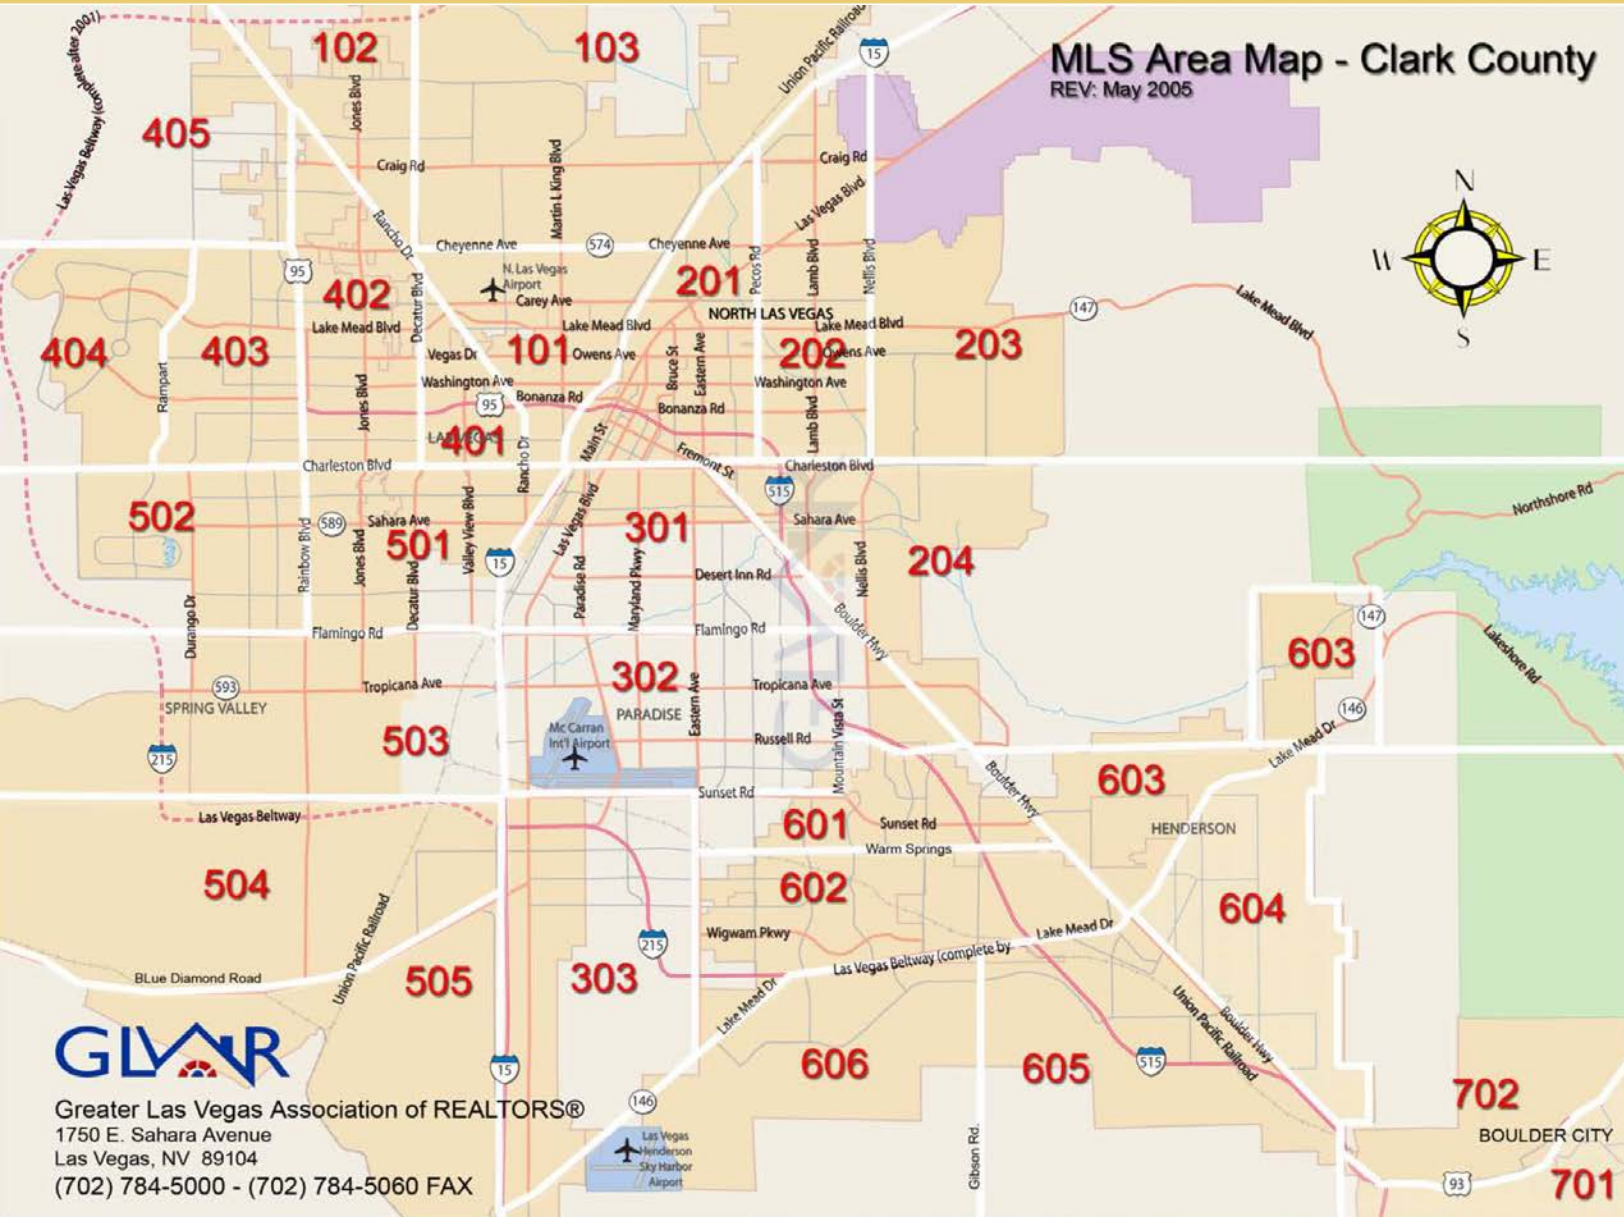 MLS Area Map - Clark County
REV: May 2005
Las Vegas Beltway (complete after 2001)
102
103
Union Pacific Railroad
15
405
Jones Blvd
Craig Rd
Martin L King Blvd
Craig Rd
Las Vegas Blvd
Rancho Dr
Cheyenne Ave
574
Cheyenne Ave
N
W
E
S
95
N. Las Vegas
Airport
201
Pecos Rd
Lamb Blvd
Nellis Blvd
402
Decatur Blvd
Carey Ave
NORTH LAS VEGAS
147
Lake Mead Blvd
Lake Mead Blvd
Lake Mead Blvd
Lake Mead Blvd
404
403
Vegas Dr
101
Owens Ave
Bruce St
Eastern Ave
202
Owens Ave
203
Rampart
Jones Blvd
Washington Ave
Washington Ave
95
Bonanza Rd
Bonanza Rd
Lamb Blvd
LAS VEGAS
401
Main St
Charleston Blvd
Rancho Dr
Fremont St
Charleston Blvd
515
Northshore Rd
502
Rainbow Blvd
589
Sahara Ave
Jones Blvd
501
Decatur Blvd
Valley View Blvd
15
Las Vegas Blvd
301
Sahara Ave
Nellis Blvd
204
Paradise Rd
Maryland Pkwy
Desert Inn Rd
Durango Dr
Flamingo Rd
Flamingo Rd
Boulder Hwy
147
603
Lakeshore Rd
593
Tropicana Ave
302
Tropicana Ave
SPRING VALLEY
PARADISE
Eastern Ave
146
503
Mc Carran
Int'l Airport
Russell Rd
Mountain Vista St
Lake Mead Dr
215
Boulder Hwy
603
Sunset Rd
Las Vegas Beltway
601
Sunset Rd
HENDERSON
Warm Springs
504
602
604
Union Pacific Railroad
215
Wigwam Pkwy
Lake Mead Dr
Las Vegas Beltway (complete by
BLue Diamond Road
505
303
Lake Mead Dr
Union Pacific Railroad
Boulder Hwy
GLVAR
15
606
605
515
702
Greater Las Vegas Association of REALTORS®
1750 E. Sahara Avenue
Las Vegas, NV 89104
(702) 784-5000 - (702) 784-5060 FAX
146
Las Vegas
Henderson
Sky Harbor
Airport
Gibson Rd.
BOULDER CITY
93
701
GLVAR